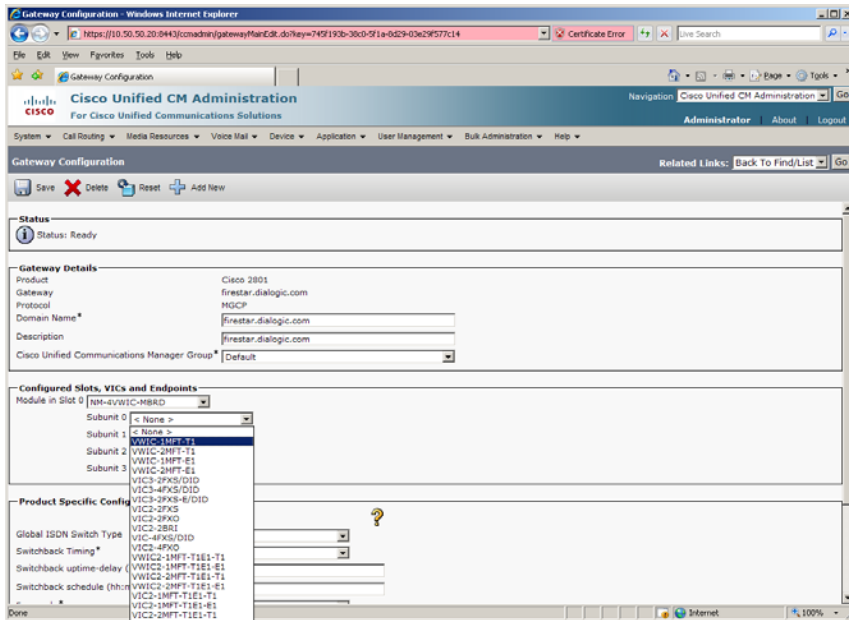 Gateway Configuration - Windows Internet Explorer
https://10.50.50.20:8443/ccmadmin/gatewayMainEdit.do?key=745f193b-38c0-5f1a-0d29-03e29f577c14
Certificate Error
Live Search
File Edit View Favorites Tools Help
Gateway Configuration
Page Tools
CISCO
Cisco Unified CM Administration
For Cisco Unified Communications Solutions
Navigation Cisco Unified CM Administration Go
Administrator About Logout
System Call Routing Media Resources Voice Mail Device Application User Management Bulk Administration Help
Gateway Configuration
Related Links: Back To Find/List Go
Save Delete Reset Add New
Status
Status: Ready
Gateway Details
Product Cisco 2801
Gateway firestar.dialogic.com
Protocol MGCP
Domain Name* firestar.dialogic.com
Description firestar.dialogic.com
Cisco Unified Communications Manager Group* Default
Configured Slots, VICs and Endpoints
Module in Slot 0 NM-4VWIC-MBRD
Subunit 0 < None >
Subunit 1
Subunit 2
Subunit 3
< None >
VWIC-1MFT-T1
VWIC-2MFT-T1
VWIC-1MFT-E1
VWIC-2MFT-E1
VIC3-2FXS/DID
VIC3-4FXS/DID
VIC3-2FXS-E/DID
VIC2-2FXS
VIC2-2FXO
VIC2-2BRI
VIC-4FXS/DID
VIC2-4FXO
VWIC2-1MFT-T1E1-T1
VWIC2-1MFT-T1E1-E1
VWIC2-2MFT-T1E1-T1
VWIC2-2MFT-T1E1-E1
VIC2-1MFT-T1E1-T1
VIC2-1MFT-T1E1-E1
VIC2-2MFT-T1E1-T1
Product Specific Config
Global ISDN Switch Type
Switchback Timing*
Switchback uptime-delay (
Switchback schedule (hh:m
Done
Internet
100%